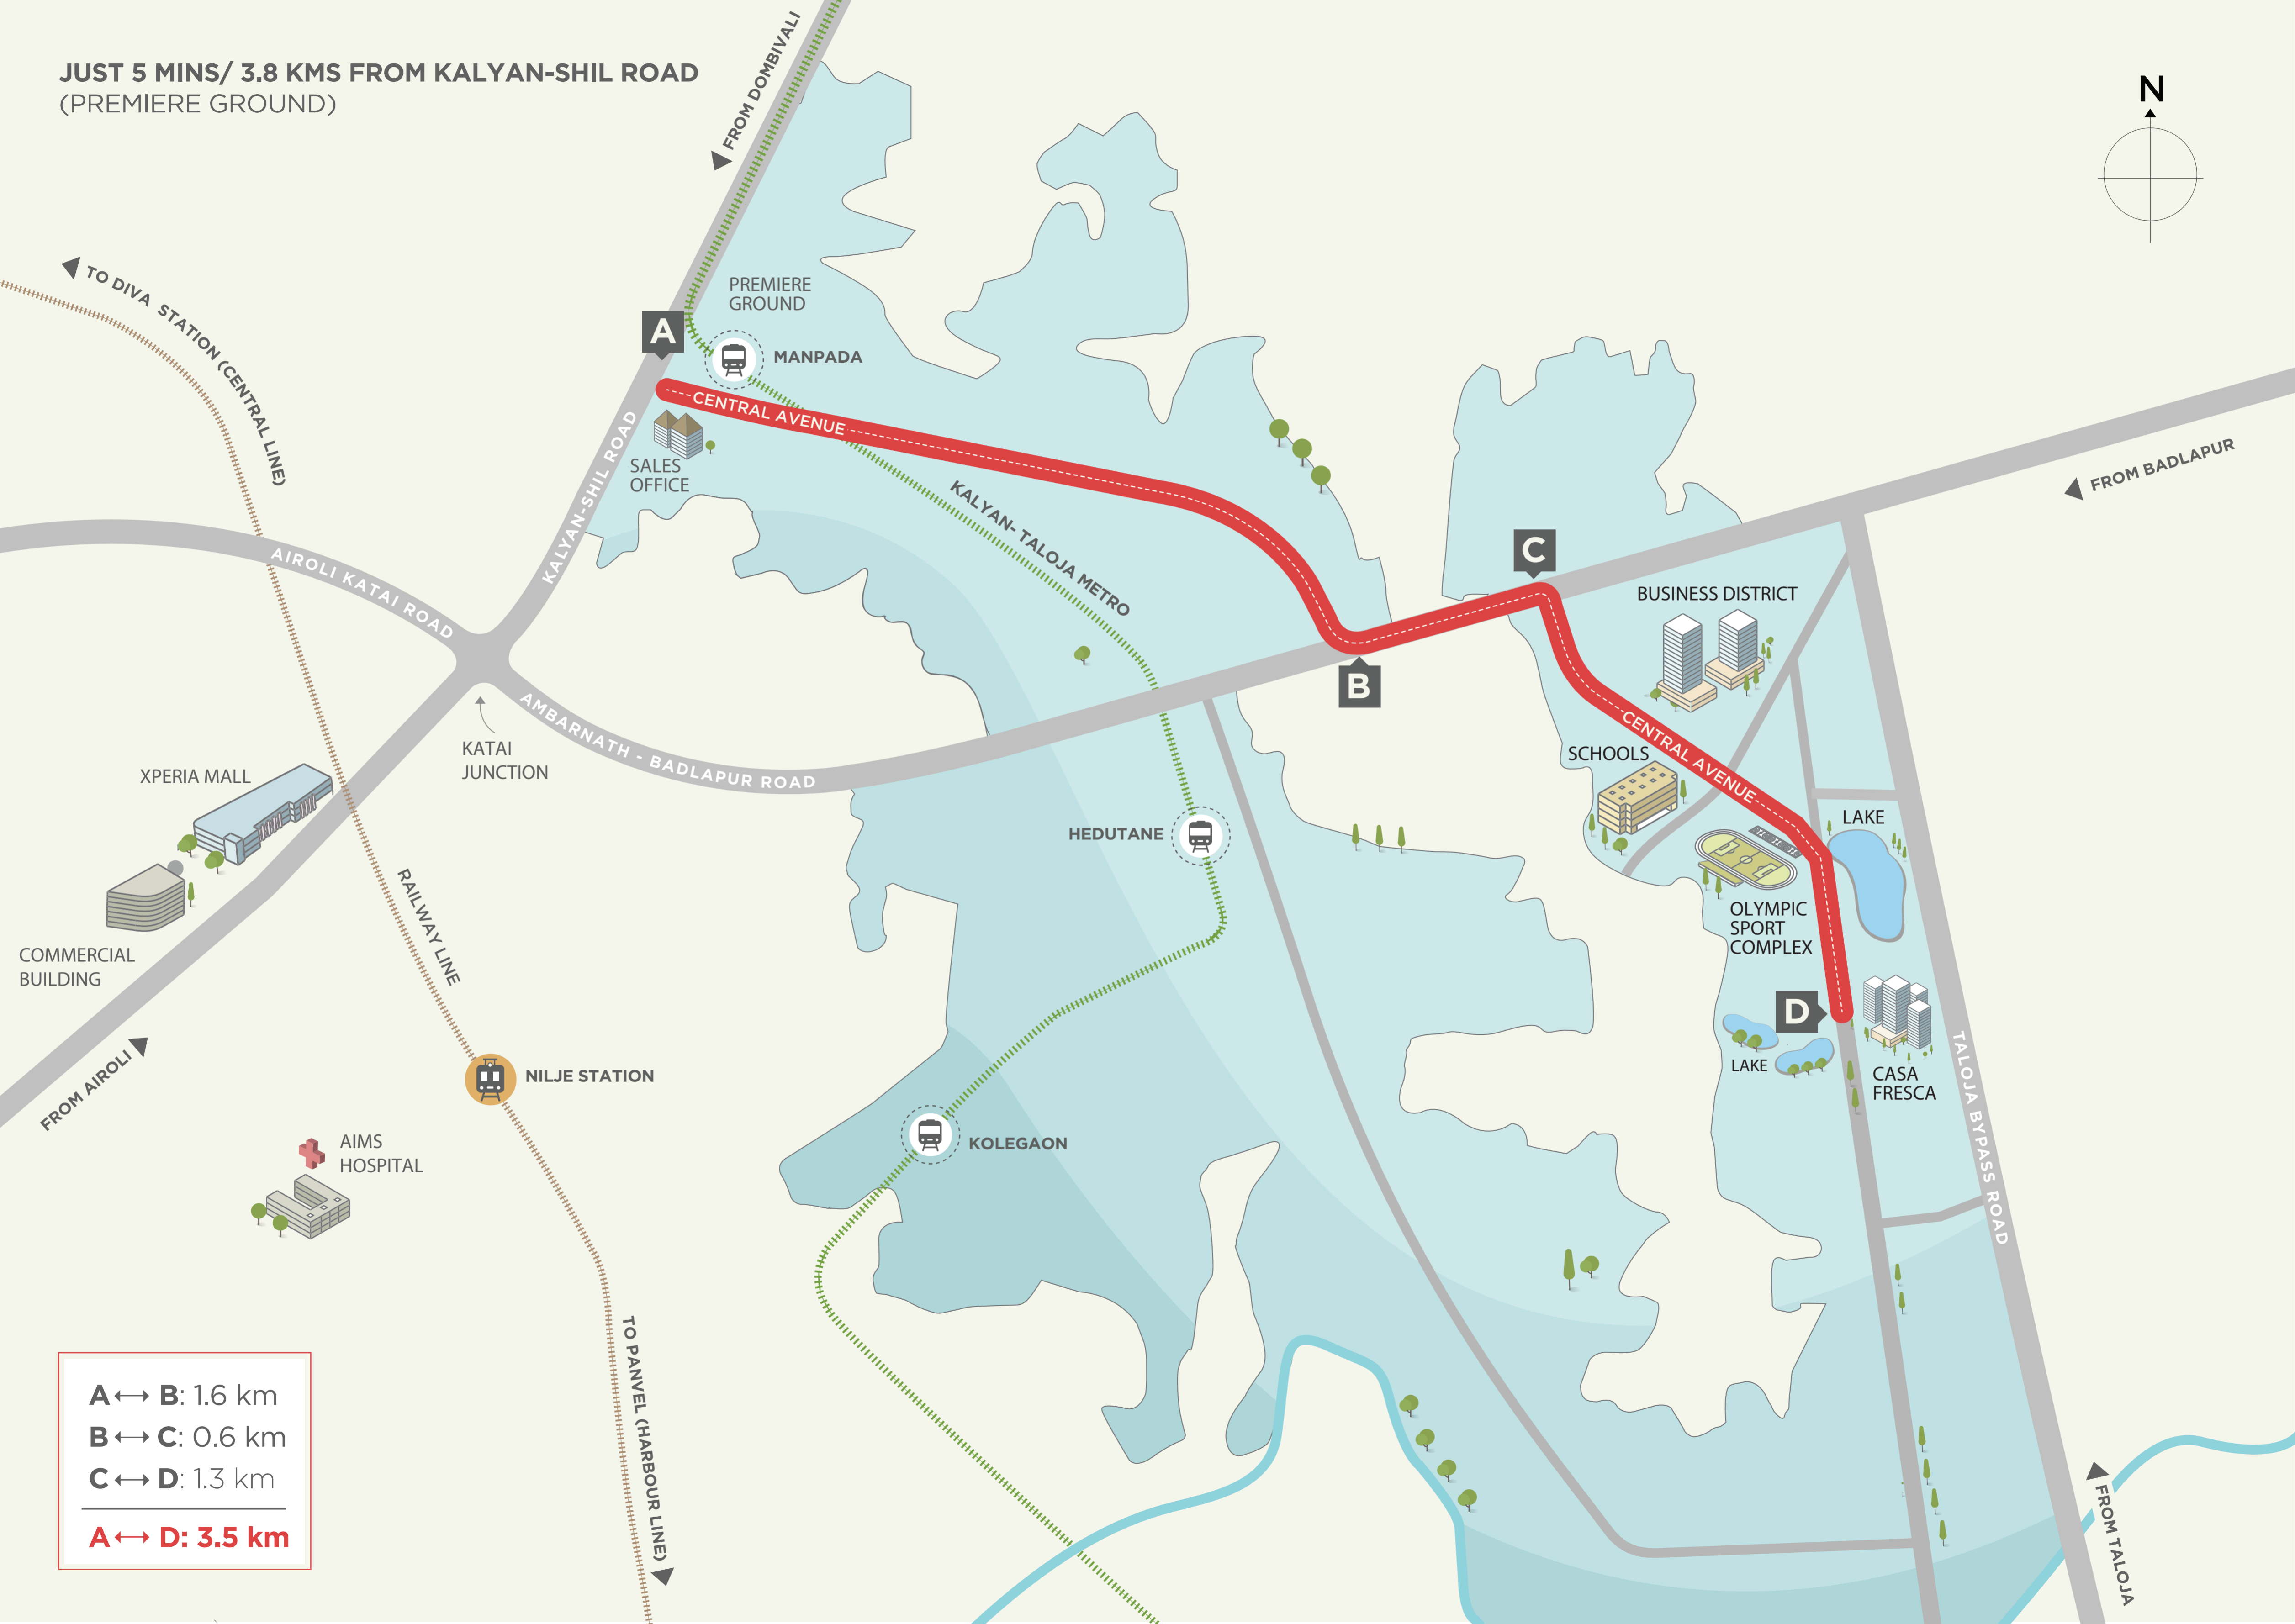 JUST 5 MINS/ 3.8 KMS FROM KALYAN-SHIL ROAD
(PREMIERE GROUND)
FROM DOMBIVALI
N
TO DIVA STATION (CENTRAL LINE)
PREMIERE
GROUND
A
MANPADA
CENTRAL AVENUE
SALES
OFFICE
KALYAN-SHIL ROAD
KALYAN- TALOJA METRO
FROM BADLAPUR
AIROLI KATAI ROAD
C
BUSINESS DISTRICT
B
AMBARNATH - BADLAPUR ROAD
KATAI
JUNCTION
CENTRAL AVENUE
SCHOOLS
XPERIA MALL
HEDUTANE
LAKE
COMMERCIAL
BUILDING
RAILWAY LINE
OLYMPIC
SPORT
COMPLEX
D
LAKE
CASA
FRESCA
TALOJA BYPASS ROAD
FROM AIROLI
NILJE STATION
KOLEGAON
AIMS
HOSPITAL
TO PANVEL (HARBOUR LINE)
FROM TALOJA
A ↔ B: 1.6 km
B ↔ C: 0.6 km
C ↔ D: 1.3 km
A ↔ D: 3.5 km